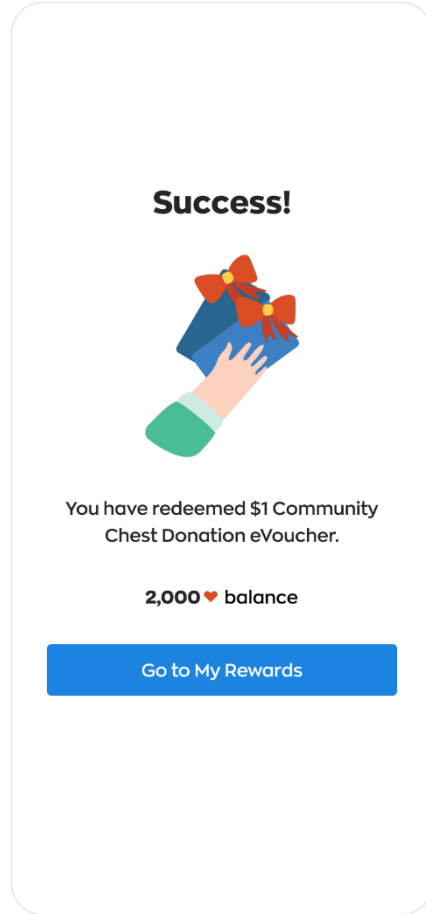 Success!
You have redeemed $1 Community
Chest Donation eVoucher.
2,000 balance
Go to My Rewards